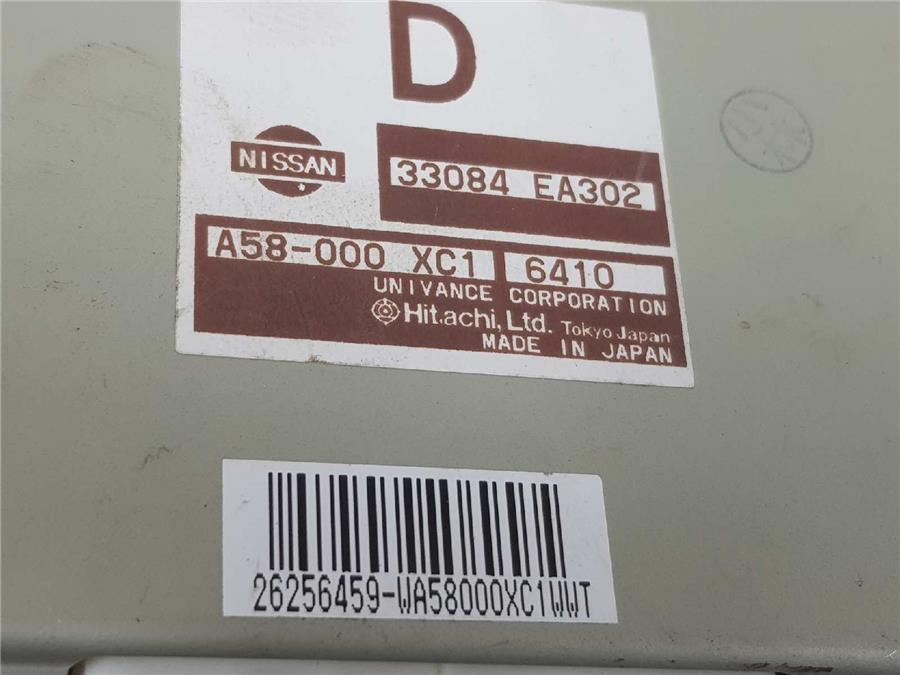 D
NISSAN
33084 EA302
A58-000 XC1 6410
UNIVANCE CORPORATION
Hitachi, Ltd. Tokyo Japan
MADE IN JAPAN
26256459-WA58000XC1WWT